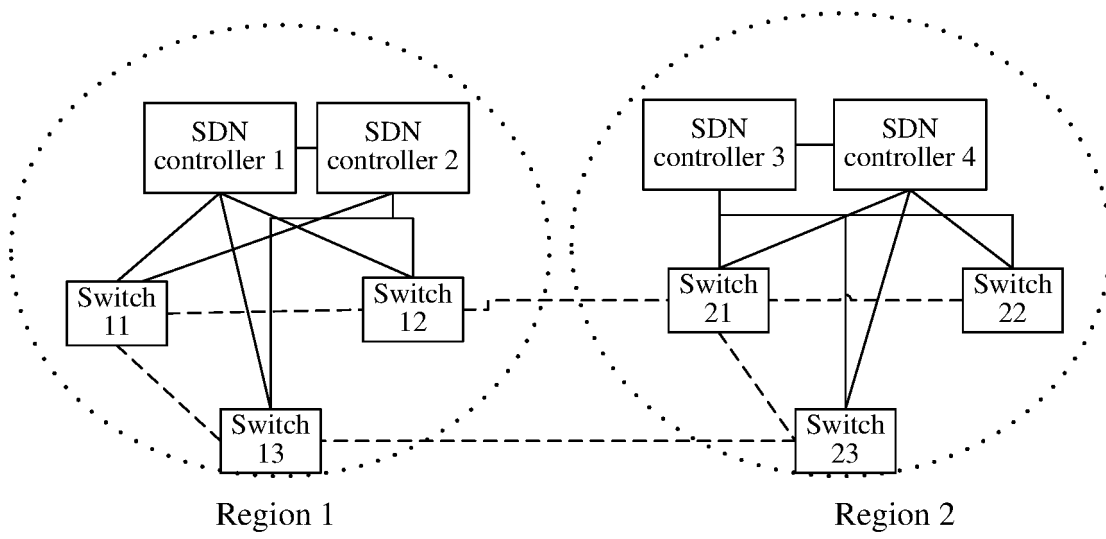 SDN
controller 1
SDN
controller 2
SDN
controller 3
SDN
controller 4
Switch
11
Switch
12
Switch
21
Switch
22
Switch
13
Switch
23
Region 1
Region 2